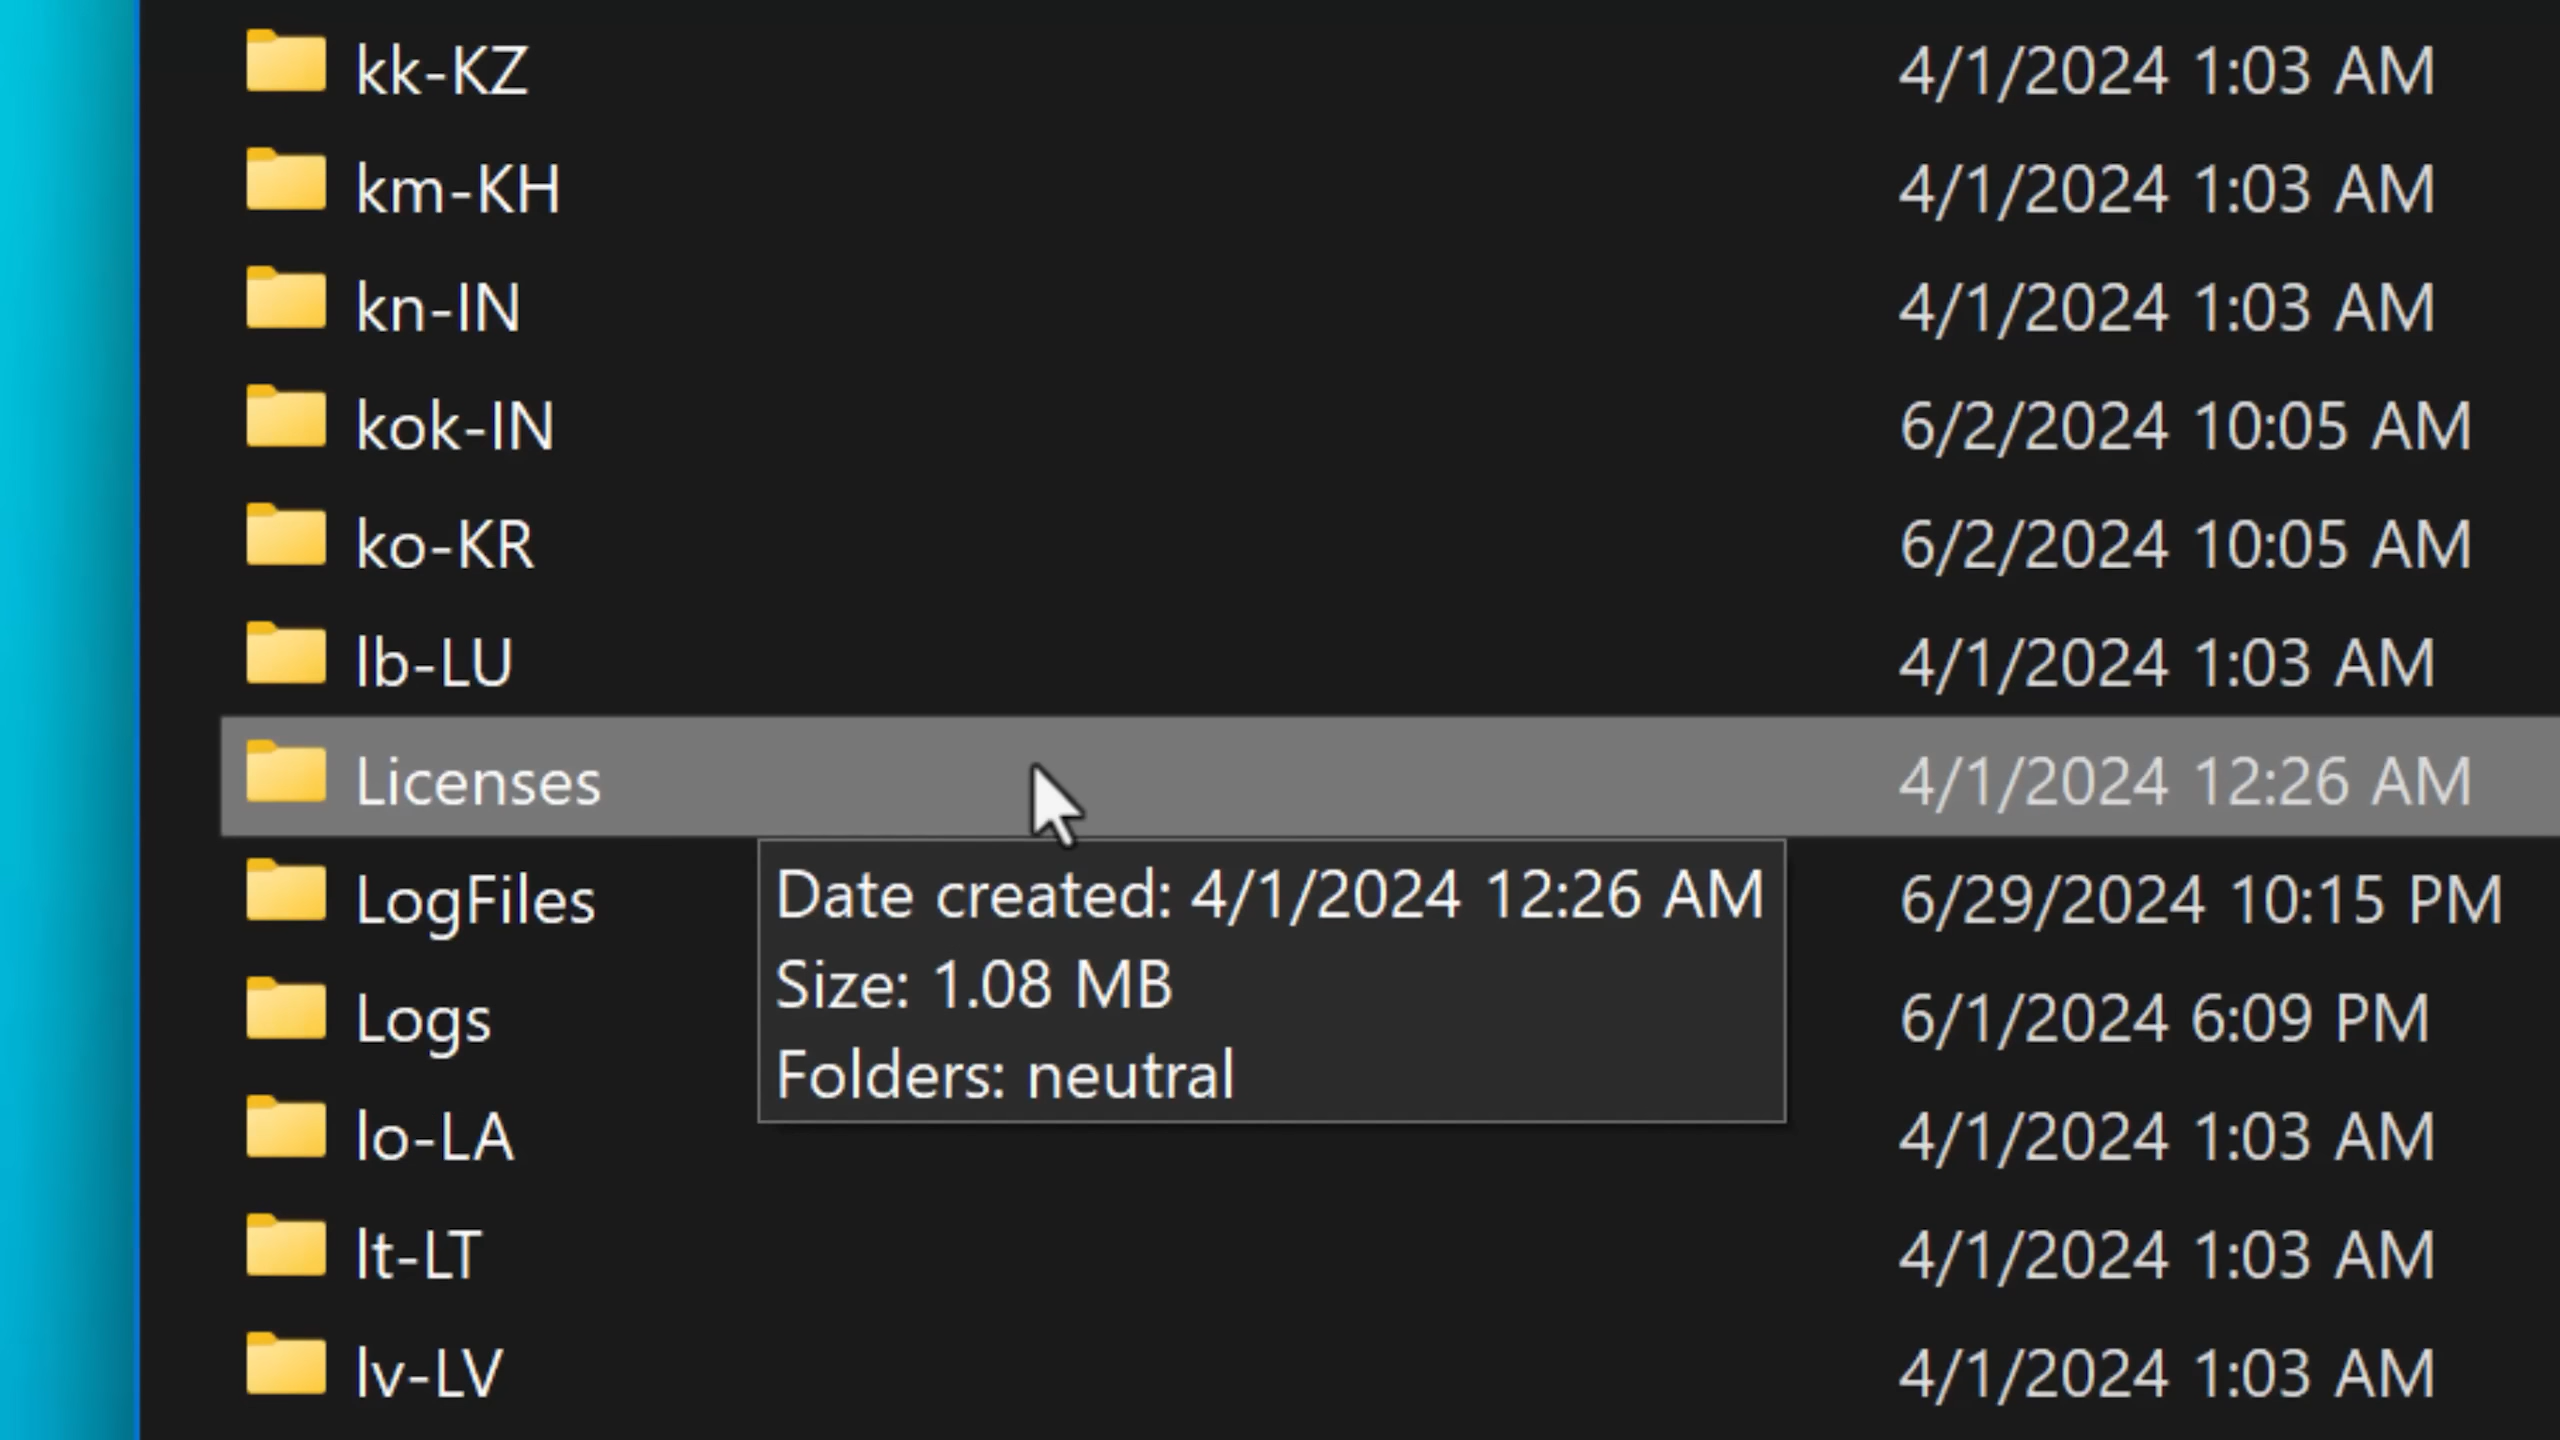 kk-KZ 4/1/2024 1:03 AM
km-KH 4/1/2024 1:03 AM
kn-IN 4/1/2024 1:03 AM
kok-IN 6/2/2024 10:05 AM
ko-KR 6/2/2024 10:05 AM
lb-LU 4/1/2024 1:03 AM
Licenses 4/1/2024 12:26 AM
LogFiles 6/29/2024 10:15 PM
Date created: 4/1/2024 12:26 AM
Size: 1.08 MB
Folders: neutral
Logs 6/1/2024 6:09 PM
lo-LA 4/1/2024 1:03 AM
lt-LT 4/1/2024 1:03 AM
lv-LV 4/1/2024 1:03 AM